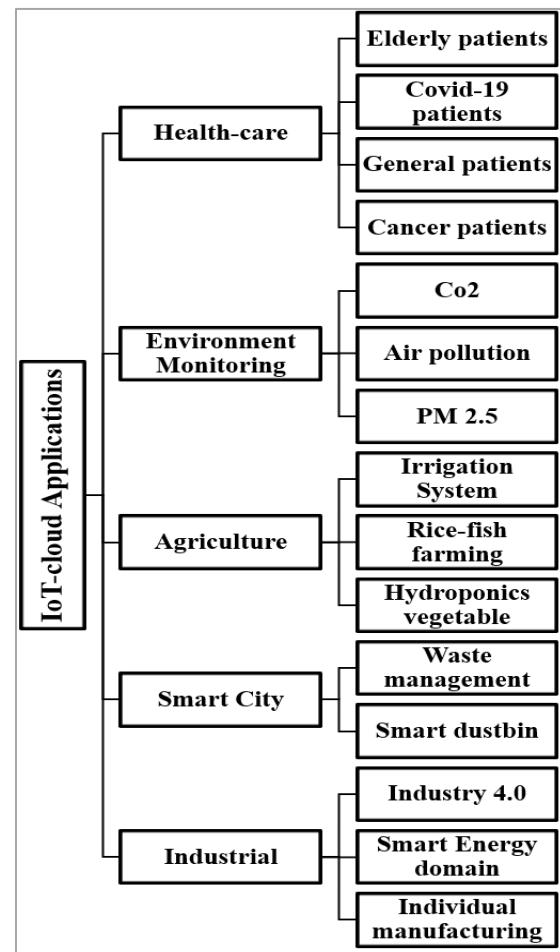 IoT-cloud Applications
Health-care
Elderly patients
Covid-19
patients
General patients
Cancer patients
Environment
Monitoring
Co2
Air pollution
PM 2.5
Agriculture
Irrigation
System
Rice-fish
farming
Hydroponics
vegetable
Smart City
Waste
management
Smart dustbin
Industrial
Industry 4.0
Smart Energy
domain
Individual
manufacturing